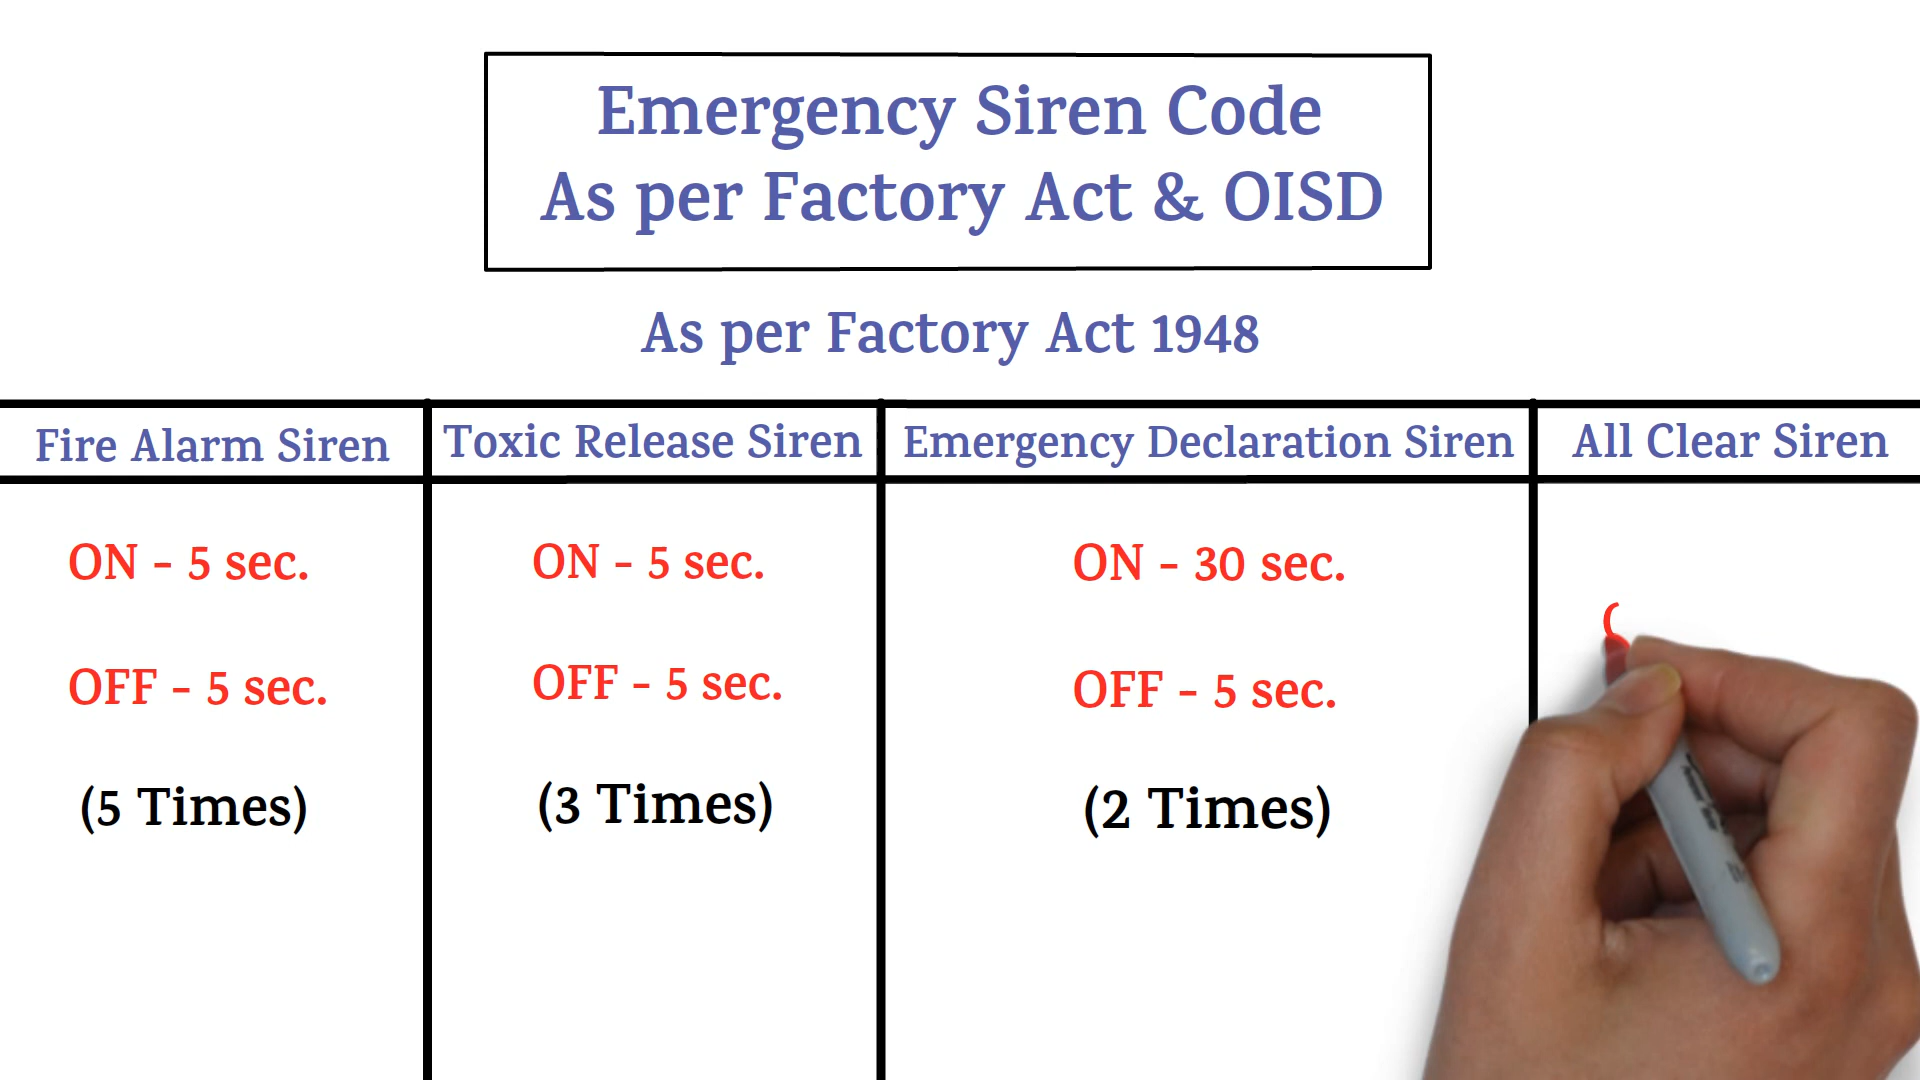 Emergency Siren Code
As per Factory Act & OISD
As per Factory Act 1948
Fire Alarm Siren
Toxic Release Siren
Emergency Declaration Siren
All Clear Siren
ON - 5 sec.
OFF - 5 sec.
(5 Times)
ON - 5 sec.
OFF - 5 sec.
(3 Times)
ON - 30 sec.
OFF - 5 sec.
(2 Times)